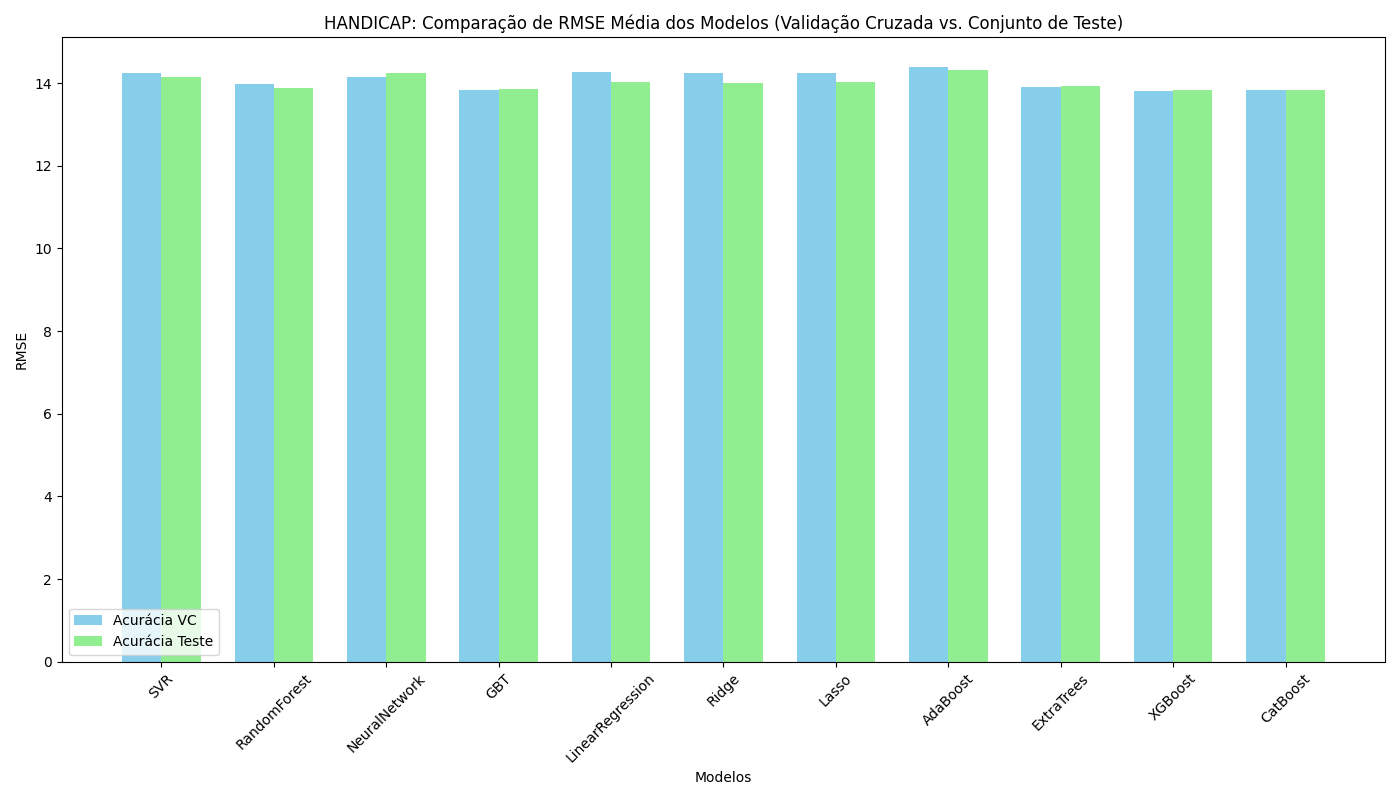 HANDICAP: Comparação de RMSE Média dos Modelos (Validação Cruzada vs. Conjunto de Teste)
RMSE
14
12
10
8
6
4
2
0
Acurácia VC
Acurácia Teste
SVR
RandomForest
NeuralNetwork
GBT
LinearRegression
Ridge
Lasso
AdaBoost
ExtraTrees
XGBoost
CatBoost
Modelos